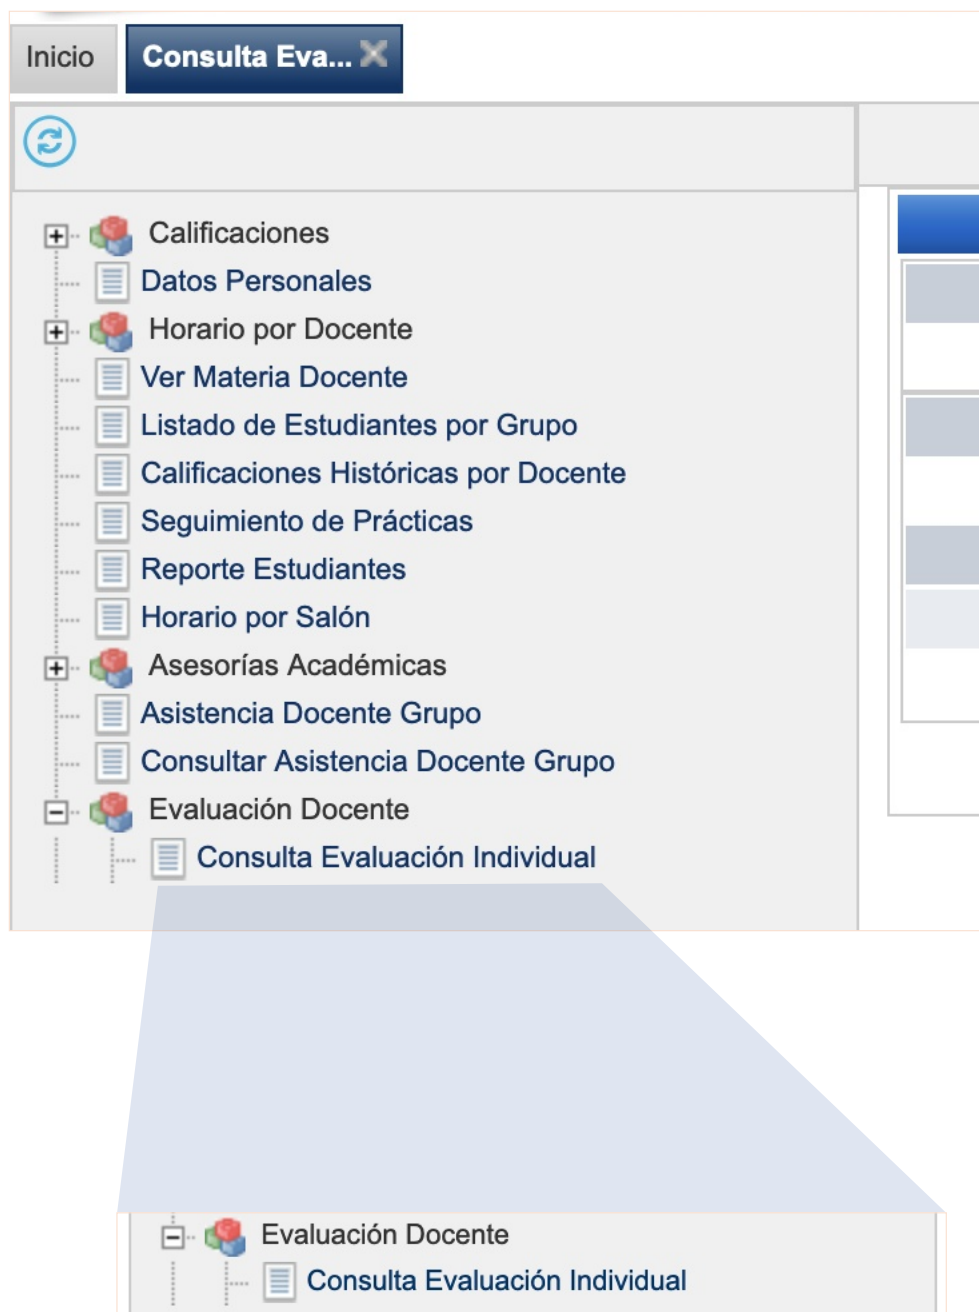 Inicio
Consulta Eva...
Calificaciones
Datos Personales
Horario por Docente
Ver Materia Docente
Listado de Estudiantes por Grupo
Calificaciones Históricas por Docente
Seguimiento de Prácticas
Reporte Estudiantes
Horario por Salón
Asesorías Académicas
Asistencia Docente Grupo
Consultar Asistencia Docente Grupo
Evaluación Docente
Consulta Evaluación Individual
Evaluación Docente
Consulta Evaluación Individual